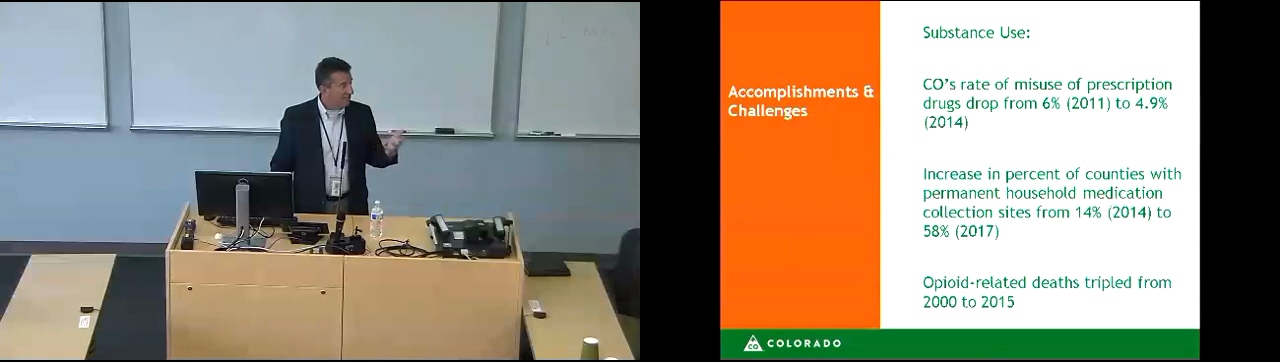 Accomplishments &
Challenges
Substance Use:
CO's rate of misuse of prescription
drugs drop from 6% (2011) to 4.9%
(2014)
Increase in percent of counties with
permanent household medication
collection sites from 14% (2014) to
58% (2017)
Opioid-related deaths tripled from
2000 to 2015
CO
COLORADO